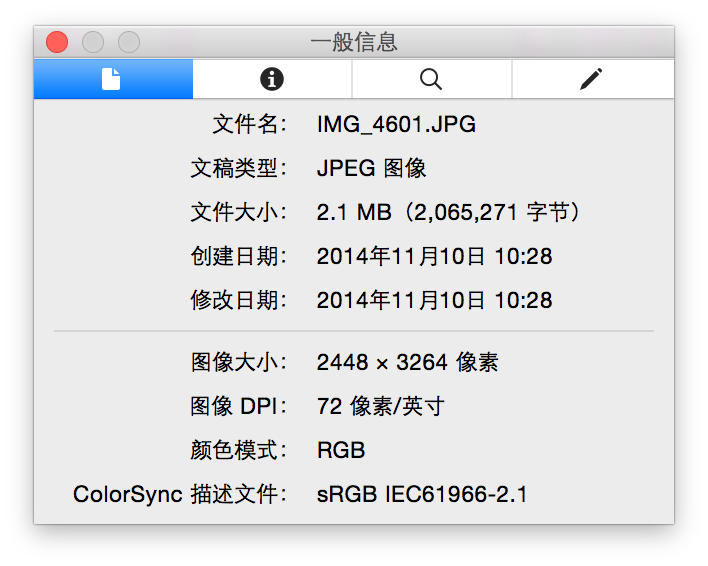 一般信息
文件名： IMG_4601.JPG
文稿类型： JPEG 图像
文件大小： 2.1 MB（2,065,271 字节）
创建日期： 2014年11月10日 10:28
修改日期： 2014年11月10日 10:28
图像大小： 2448 × 3264 像素
图像 DPI： 72 像素/英寸
颜色模式： RGB
ColorSync 描述文件： sRGB IEC61966-2.1